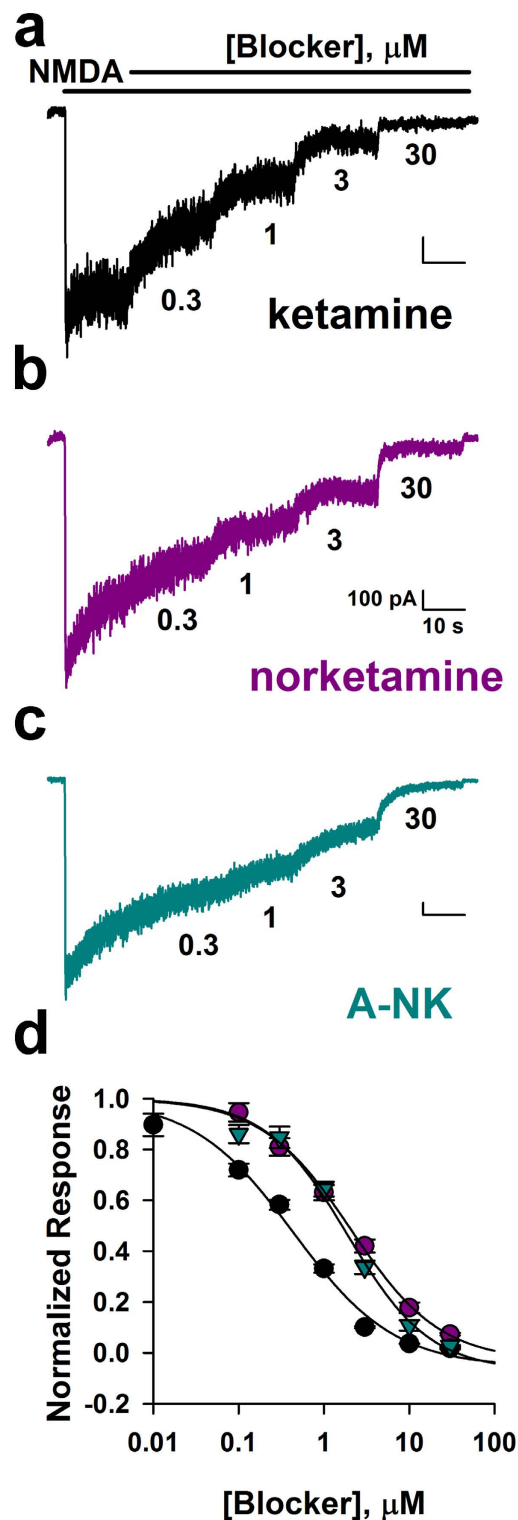 a
[Blocker], μM
NMDA
30
3
1
0.3
ketamine
b
30
3
1
0.3
100 pA
10 s
norketamine
c
30
3
1
0.3
A-NK
d
Normalized Response
1.0
0.8
0.6
0.4
0.2
0.0
-0.2
0.01 0.1 1 10 100
[Blocker], μM